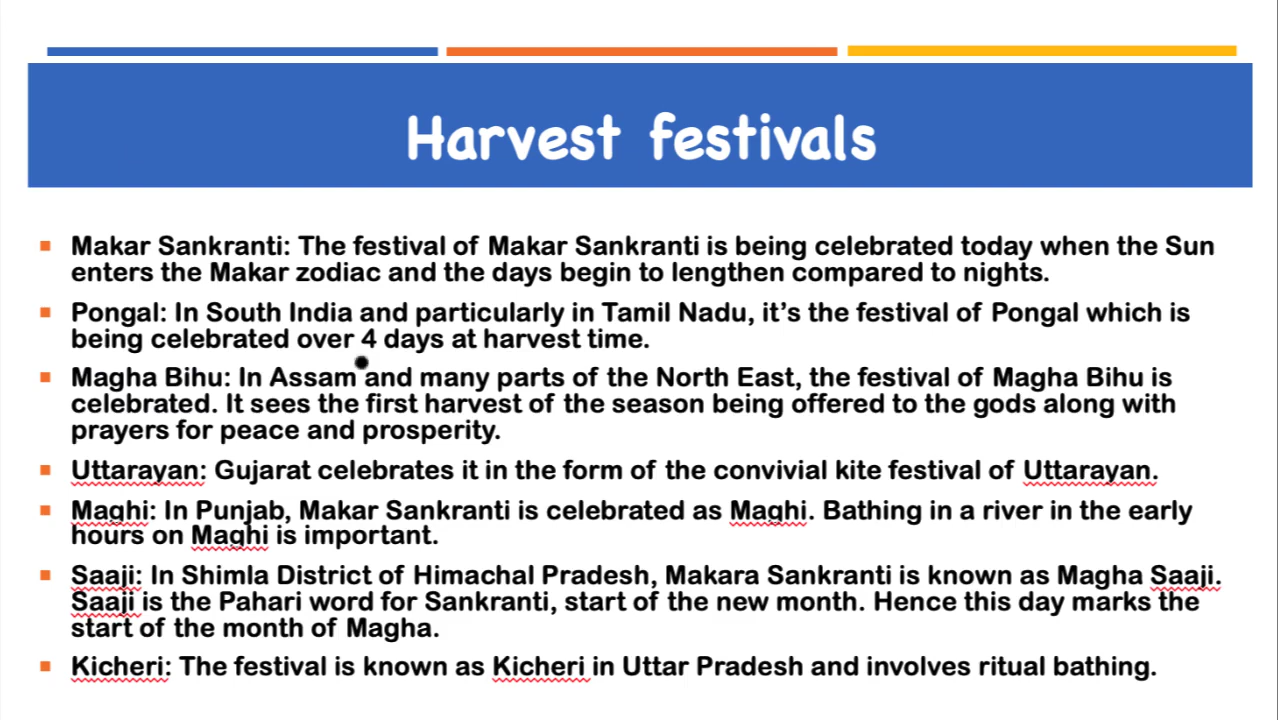 Harvest festivals
Makar Sankranti: The festival of Makar Sankranti is being celebrated today when the Sun
enters the Makar zodiac and the days begin to lengthen compared to nights.
Pongal: In South India and particularly in Tamil Nadu, it’s the festival of Pongal which is
being celebrated over 4 days at harvest time.
Magha Bihu: In Assam and many parts of the North East, the festival of Magha Bihu is
celebrated. It sees the first harvest of the season being offered to the gods along with
prayers for peace and prosperity.
Uttarayan: Gujarat celebrates it in the form of the convivial kite festival of Uttarayan.
Maghi: In Punjab, Makar Sankranti is celebrated as Maghi. Bathing in a river in the early
hours on Maghi is important.
Saaji: In Shimla District of Himachal Pradesh, Makara Sankranti is known as Magha Saaji.
Saaji is the Pahari word for Sankranti, start of the new month. Hence this day marks the
start of the month of Magha.
Kicheri: The festival is known as Kicheri in Uttar Pradesh and involves ritual bathing.